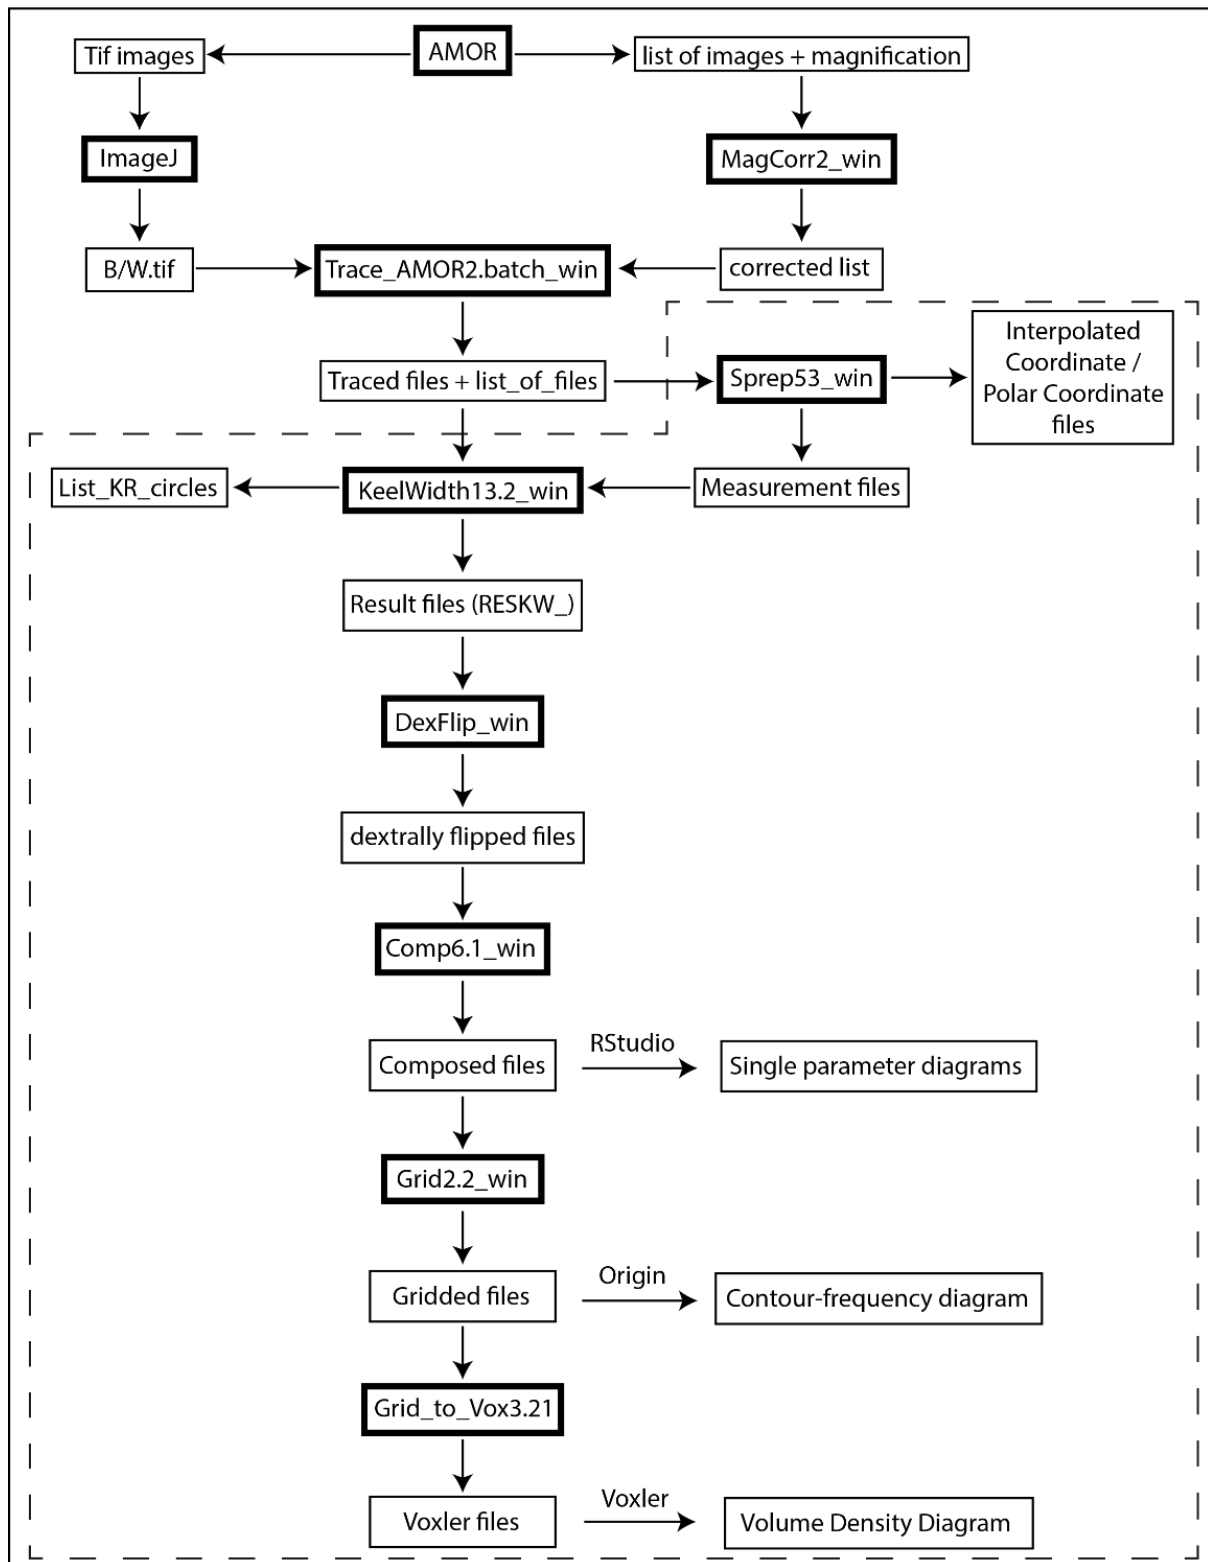 Tif images
AMOR
list of images + magnification
ImageJ
MagCorr2_win
B/W.tif
Trace_AMOR2.batch_win
corrected list
Traced files + list_of_files
Sprep53_win
Interpolated
Coordinate /
Polar Coordinate
files
List_KR_circles
KeelWidth13.2_win
Measurement files
Result files (RESKW_)
DexFlip_win
dextrally flipped files
Comp6.1_win
Composed files
RStudio
Single parameter diagrams
Grid2.2_win
Gridded files
Origin
Contour-frequency diagram
Grid_to_Vox3.21
Voxler files
Voxler
Volume Density Diagram